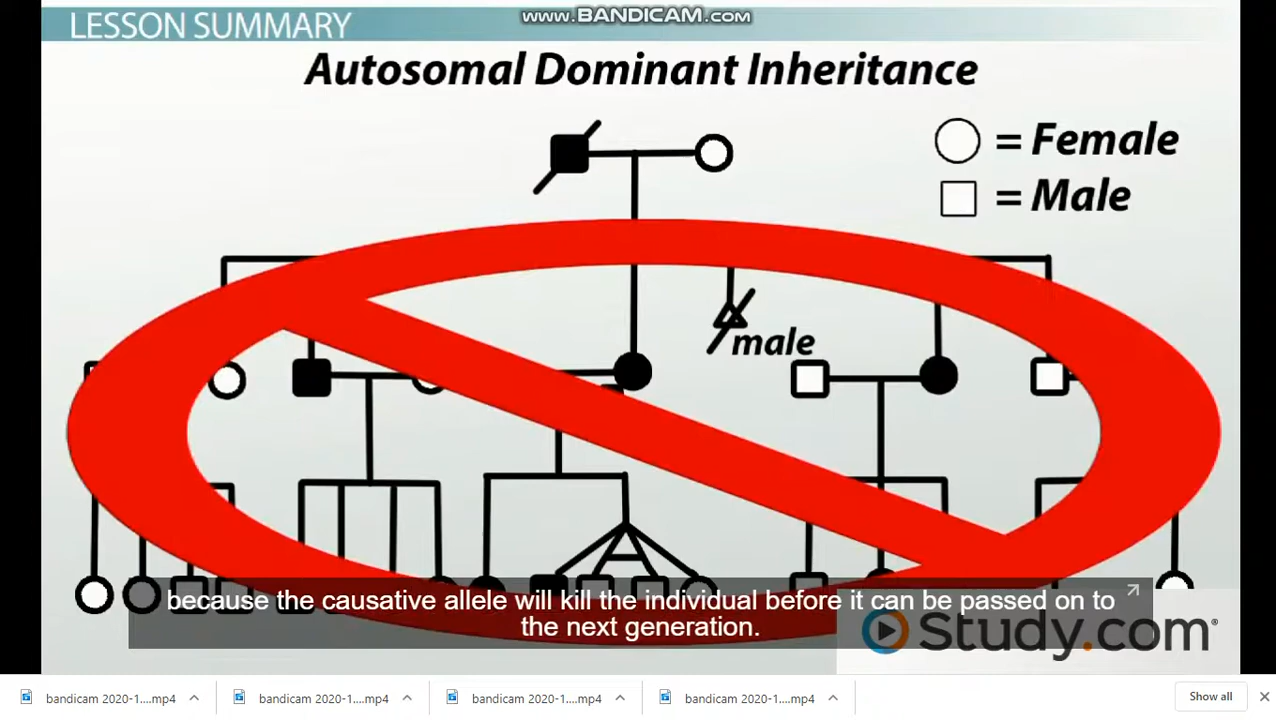 LESSON SUMMARY
www.BANDICAM.com
Autosomal Dominant Inheritance
= Female
= Male
male
because the causative allele will kill the individual before it can be passed on to
the next generation.
Study.com®
bandicam 2020-1....mp4
bandicam 2020-1....mp4
bandicam 2020-1....mp4
bandicam 2020-1....mp4
Show all